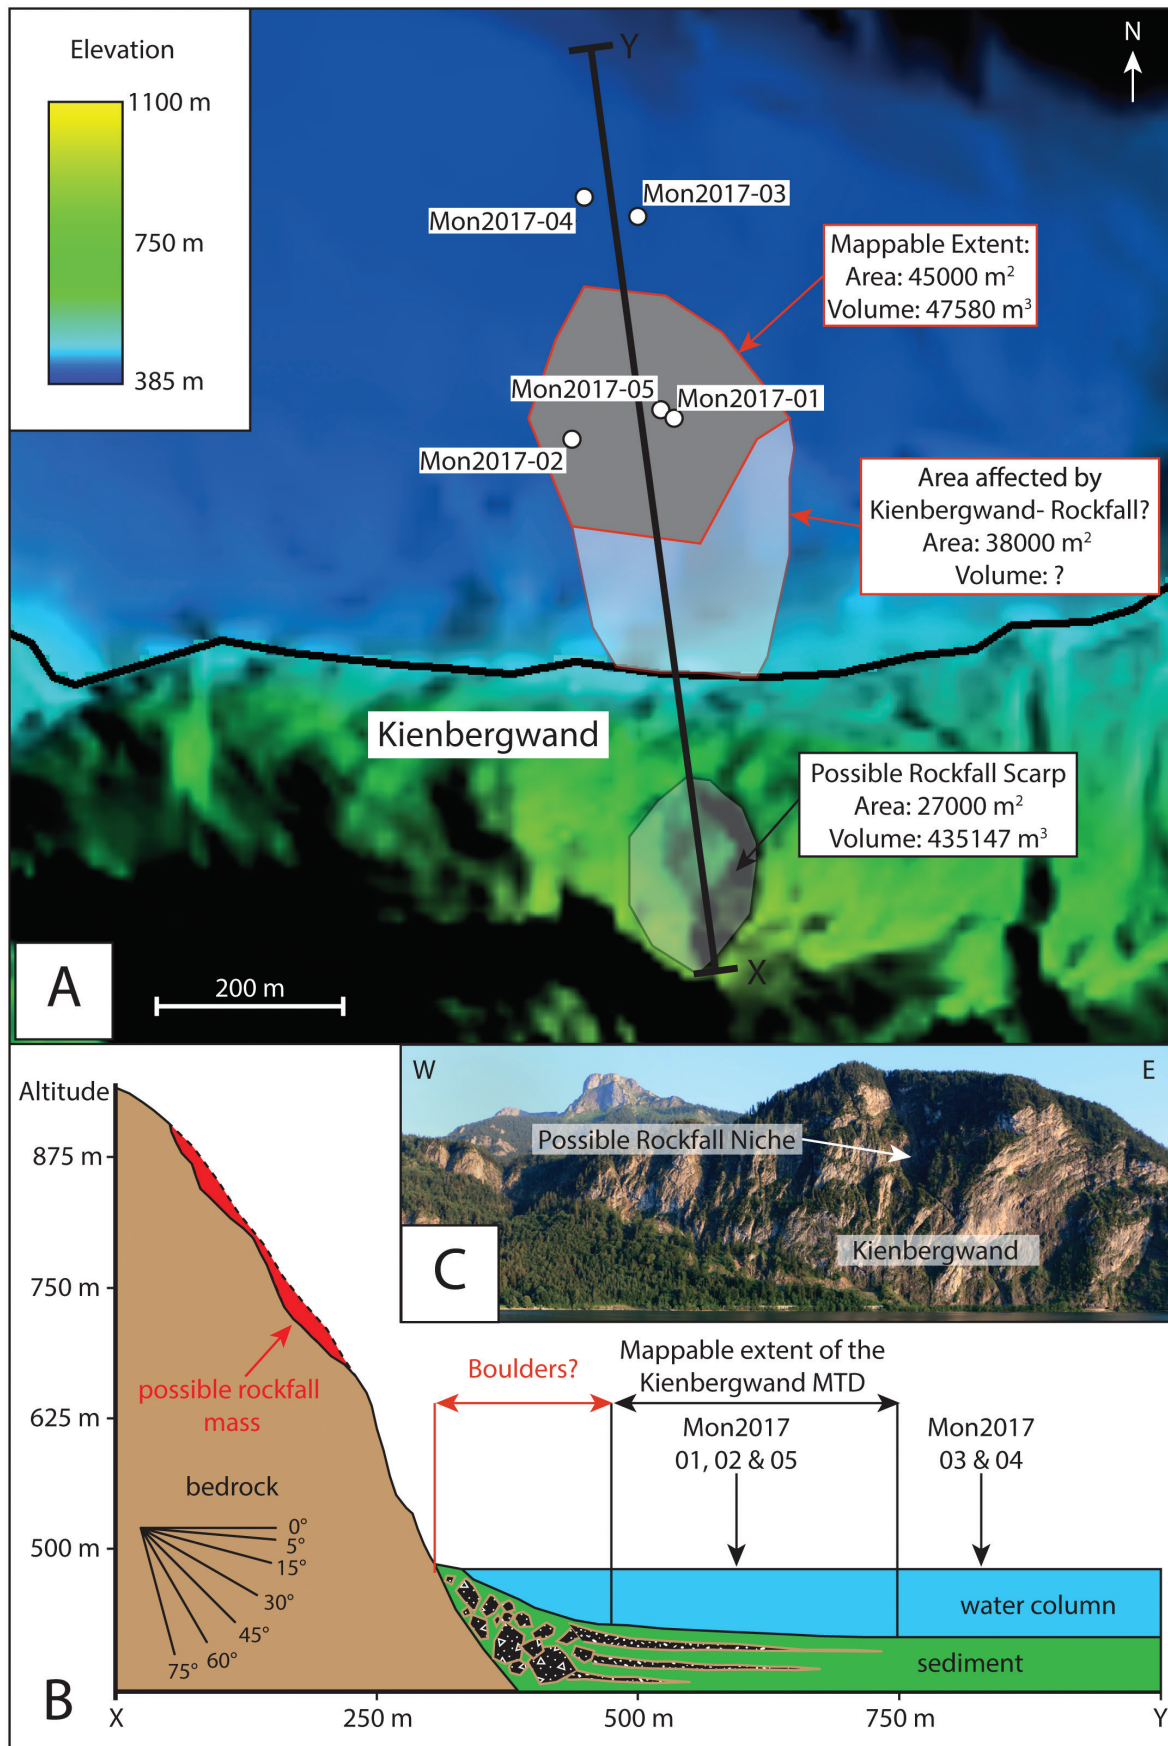 Elevation
1100 m
750 m
385 m
N
Y
Mon2017-03
Mon2017-04
Mappable Extent:
Area: 45000 m²
Volume: 47580 m³
Mon2017-05
Mon2017-01
Mon2017-02
Area affected by
Kienbergwand- Rockfall?
Area: 38000 m²
Volume: ?
Kienbergwand
Possible Rockfall Scarp
Area: 27000 m²
Volume: 435147 m³
X
A
200 m
W
E
Possible Rockfall Niche
Kienbergwand
C
Altitude
875 m
750 m
625 m
500 m
possible rockfall
mass
bedrock
0°
5°
15°
30°
45°
60°
75°
Boulders?
Mappable extent of the
Kienbergwand MTD
Mon2017
01, 02 & 05
Mon2017
03 & 04
water column
sediment
B
X
250 m
500 m
750 m
Y